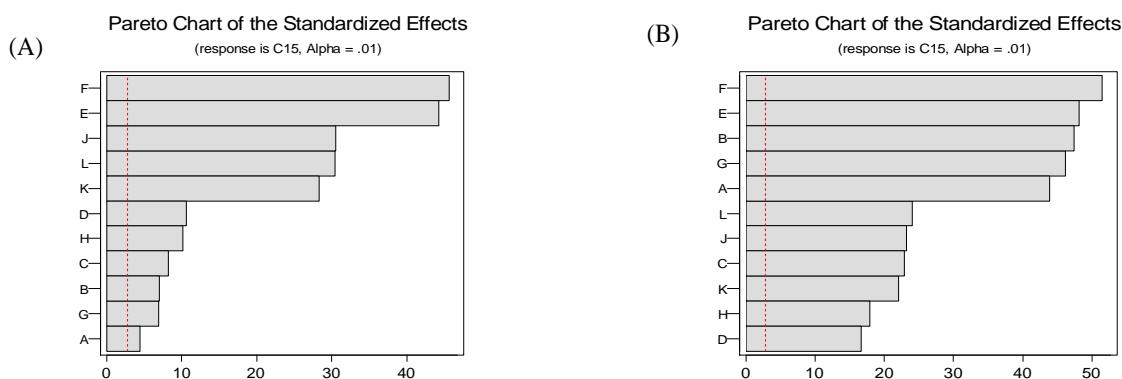 (A)
Pareto Chart of the Standardized Effects
(response is C15, Alpha = .01)
F
E
J
L
K
D
H
C
B
G
A
0 10 20 30 40
(B)
Pareto Chart of the Standardized Effects
(response is C15, Alpha = .01)
F
E
B
G
A
L
J
C
K
H
D
0 10 20 30 40 50